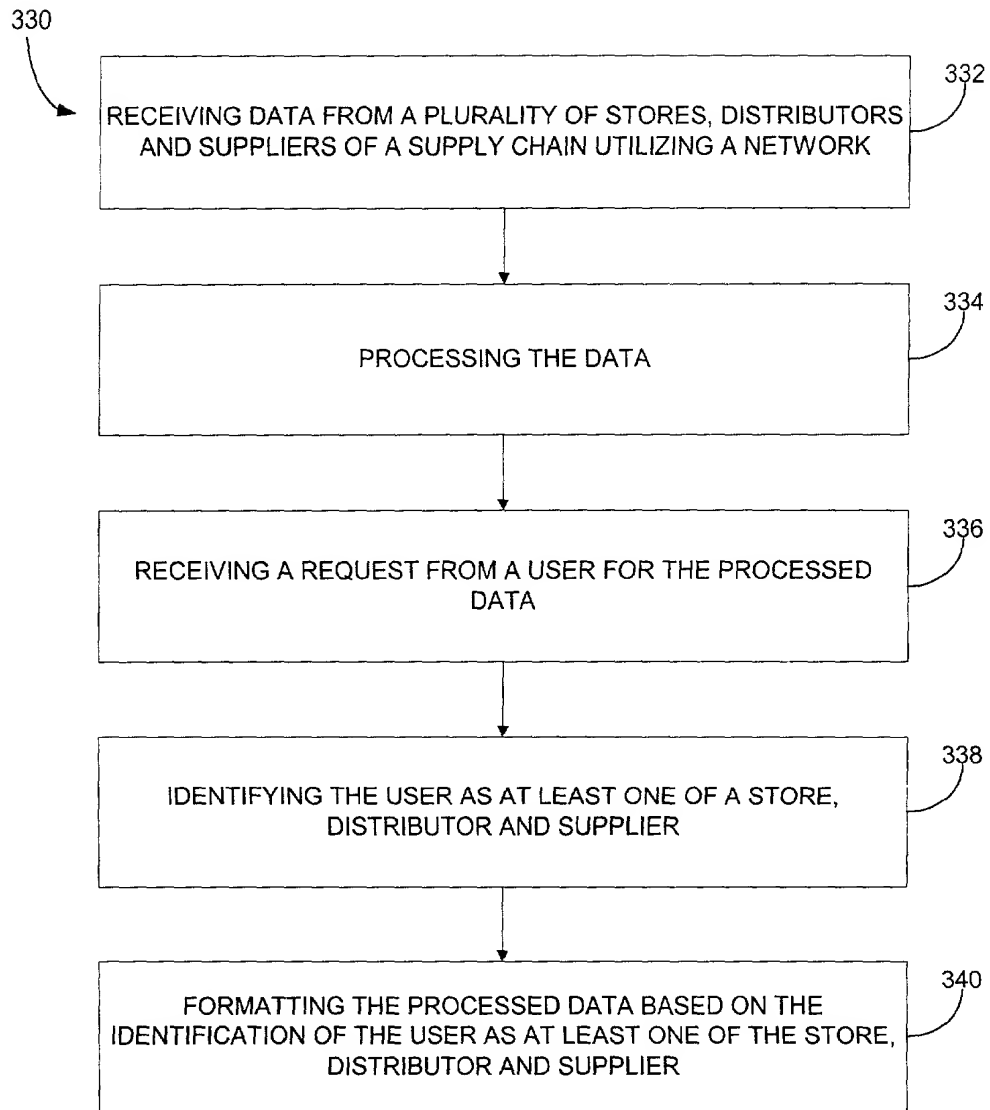 330
332
RECEIVING DATA FROM A PLURALITY OF STORES, DISTRIBUTORS
AND SUPPLIERS OF A SUPPLY CHAIN UTILIZING A NETWORK
334
PROCESSING THE DATA
336
RECEIVING A REQUEST FROM A USER FOR THE PROCESSED
DATA
338
IDENTIFYING THE USER AS AT LEAST ONE OF A STORE,
DISTRIBUTOR AND SUPPLIER
340
FORMATTING THE PROCESSED DATA BASED ON THE
IDENTIFICATION OF THE USER AS AT LEAST ONE OF THE STORE,
DISTRIBUTOR AND SUPPLIER